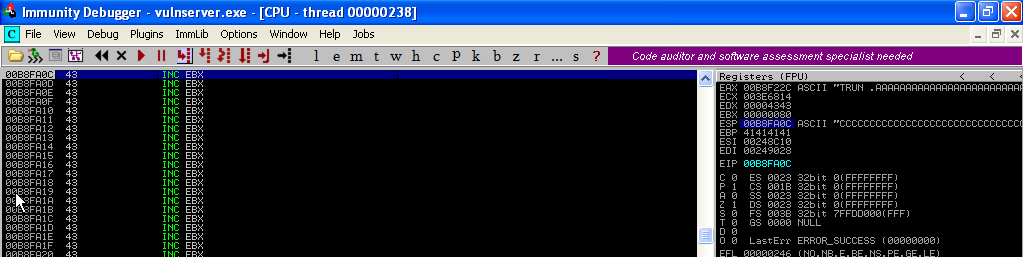 Immunity Debugger - vulnserver.exe - [CPU - thread 00000238]
C File View Debug Plugins ImmLib Options Window Help Jobs
l e m t w h c p k b z r ... s ? Code auditor and software assessment specialist needed
00B8FA0C 43 INC EBX
00B8FA0D 43 INC EBX
00B8FA0E 43 INC EBX
00B8FA0F 43 INC EBX
00B8FA10 43 INC EBX
00B8FA11 43 INC EBX
00B8FA12 43 INC EBX
00B8FA13 43 INC EBX
00B8FA14 43 INC EBX
00B8FA15 43 INC EBX
00B8FA16 43 INC EBX
00B8FA17 43 INC EBX
00B8FA18 43 INC EBX
00B8FA19 43 INC EBX
00B8FA1A 43 INC EBX
00B8FA1B 43 INC EBX
00B8FA1C 43 INC EBX
00B8FA1D 43 INC EBX
00B8FA1E 43 INC EBX
00B8FA1F 43 INC EBX
00B8FA20 43 INC EBX
Registers (FPU) < < <
EAX 00B8F22C ASCII "TRUN .AAAAAAAAAAAAAAAAAAAAAAAA
ECX 003E6814
EDX 00004343
EBX 00000080
ESP 00B8FA0C ASCII "CCCCCCCCCCCCCCCCCCCCCCCCCCCCCC
EBP 41414141
ESI 00248C10
EDI 00249028
EIP 00B8FA0C
C 0 ES 0023 32bit 0(FFFFFFFF)
P 1 CS 001B 32bit 0(FFFFFFFF)
A 0 SS 0023 32bit 0(FFFFFFFF)
Z 1 DS 0023 32bit 0(FFFFFFFF)
S 0 FS 003B 32bit 7FFDD000(FFF)
T 0 GS 0000 NULL
D 0
O 0 LastErr ERROR_SUCCESS (00000000)
EFL 00000246 (NO,NB,E,BE,NS,PE,GE,LE)